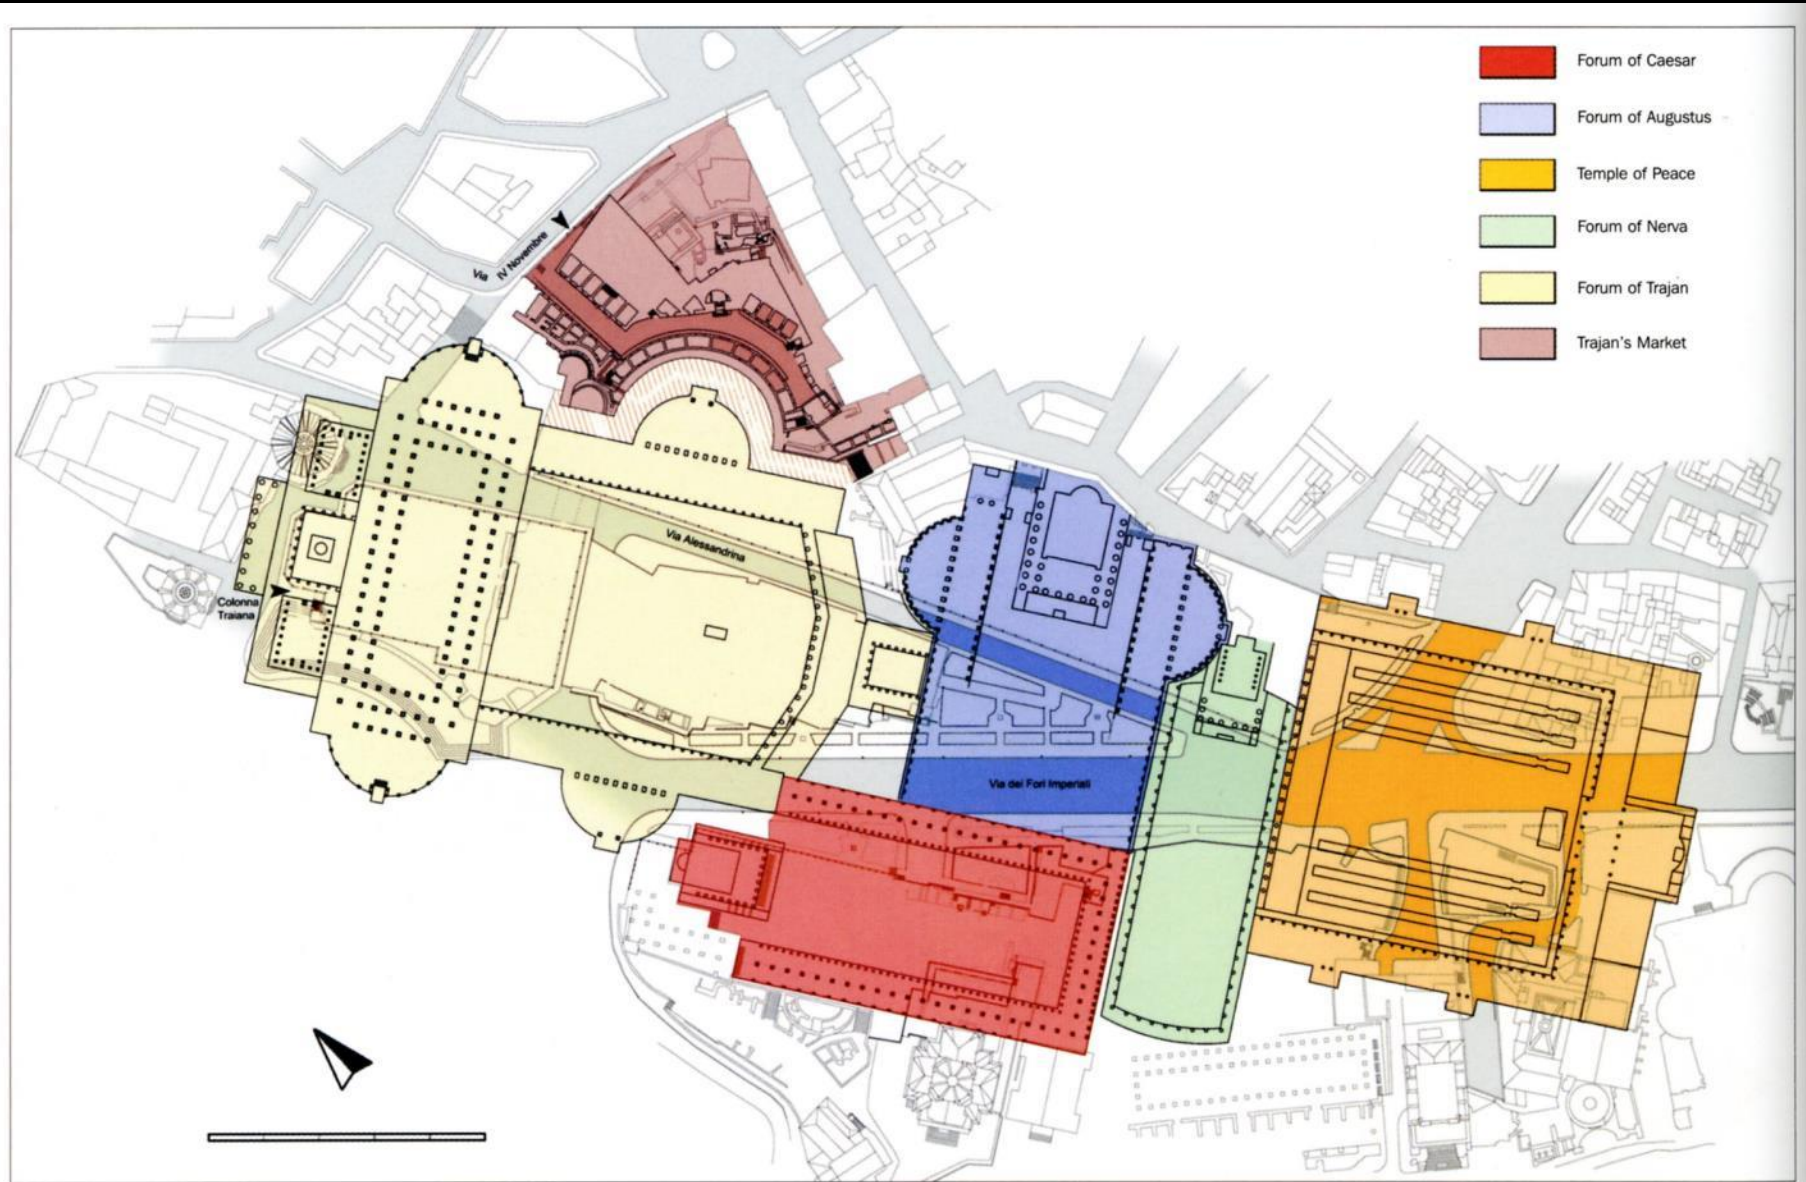 Forum of Caesar
Forum of Augustus
Temple of Peace
Forum of Nerva
Forum of Trajan
Trajan's Market
Via IV Novembre
Via Alessandrina
Colonna
Traiana
Via dei Fori Imperiali